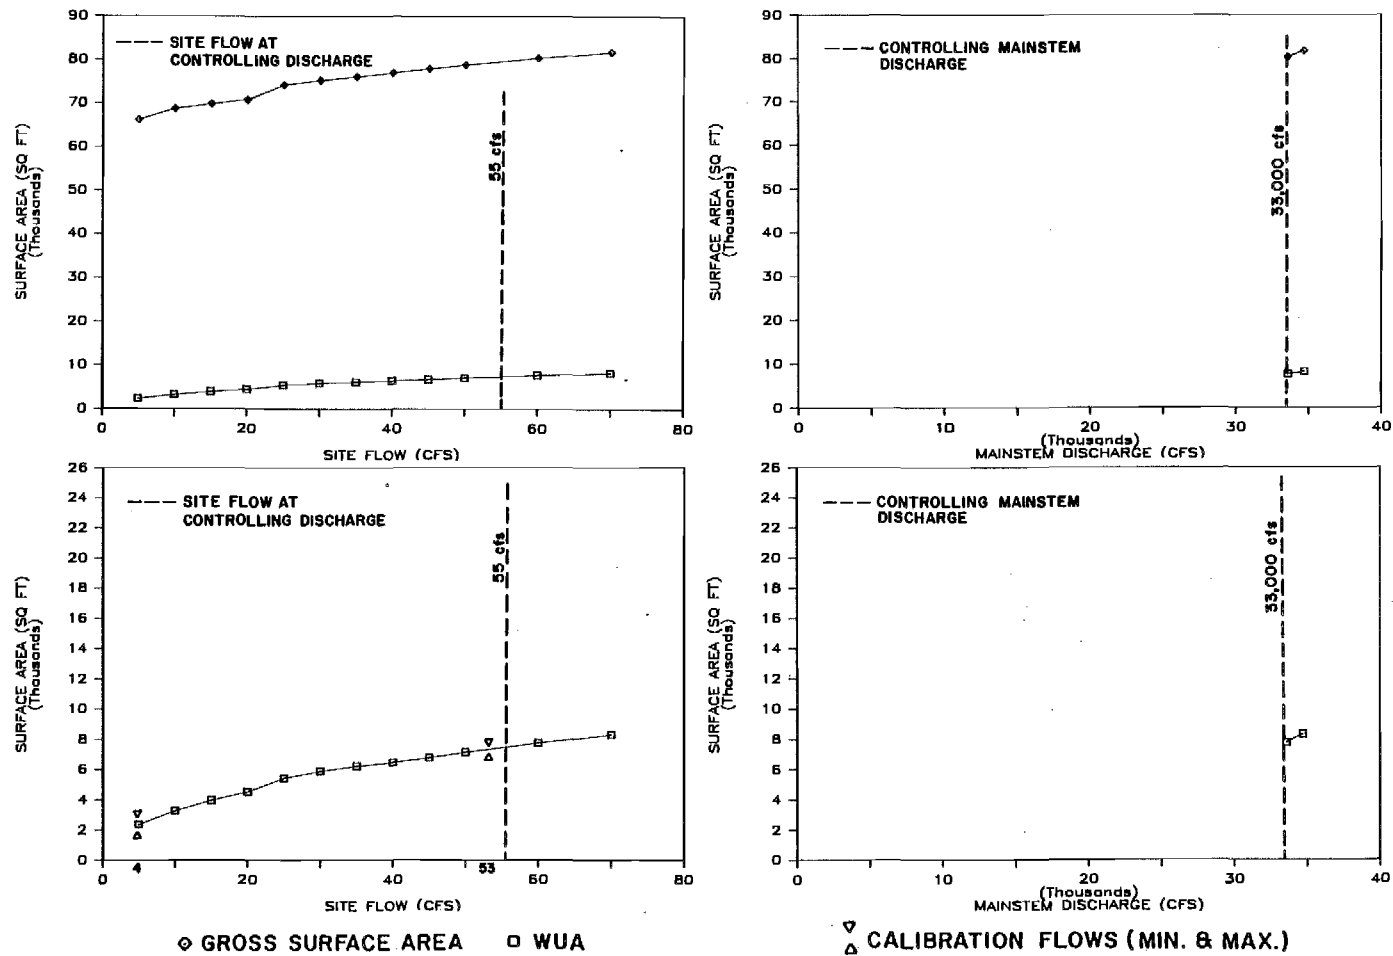 90
80
70
60
50
40
30
20
10
0
SURFACE AREA (SQ FT)
(Thousands)
SITE FLOW AT
CONTROLLING DISCHARGE
55 cfs
0 20 40 60 80
SITE FLOW (CFS)
90
80
70
60
50
40
30
20
10
0
SURFACE AREA (SQ FT)
(Thousands)
CONTROLLING MAINSTEM
DISCHARGE
33,000 cfs
0 10 20 30 40
(Thousands)
MAINSTEM DISCHARGE (CFS)
26
24
22
20
18
16
14
12
10
8
6
4
2
0
SURFACE AREA (SQ FT)
(Thousands)
SITE FLOW AT
CONTROLLING DISCHARGE
55 cfs
4 53
0 20 40 60 80
SITE FLOW (CFS)
26
24
22
20
18
16
14
12
10
8
6
4
2
0
SURFACE AREA (SQ FT)
(Thousands)
CONTROLLING MAINSTEM
DISCHARGE
33,000 cfs
0 10 20 30 40
(Thousands)
MAINSTEM DISCHARGE (CFS)
GROSS SURFACE AREA WUA
CALIBRATION FLOWS (MIN. & MAX.)